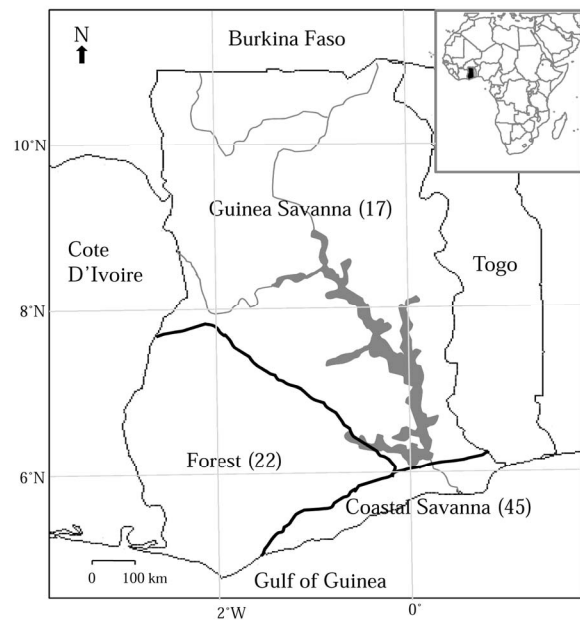 N
Burkina Faso
10°N
Guinea Savanna (17)
Cote
D'Ivoire
Togo
8°N
Forest (22)
6°N
Coastal Savanna (45)
0 100 km
Gulf of Guinea
2°W
0°